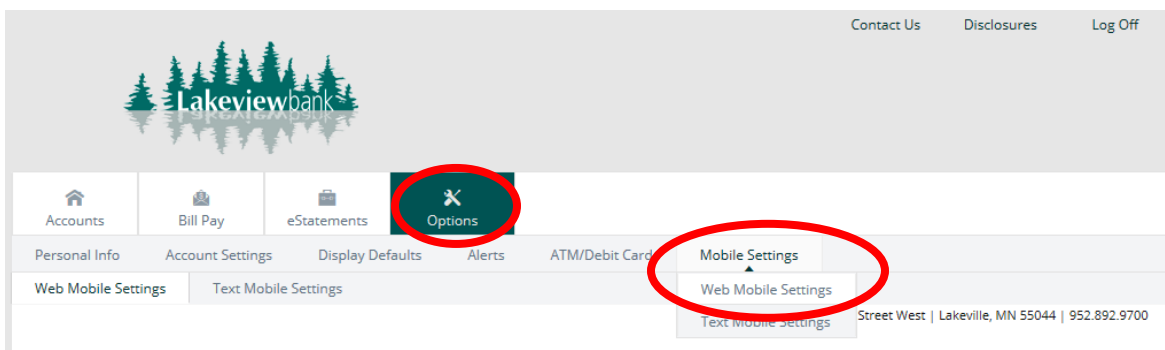 Contact Us Disclosures Log Off
Lakeviewbank
Accounts Bill Pay eStatements Options
Personal Info Account Settings Display Defaults Alerts ATM/Debit Card Mobile Settings
Web Mobile Settings Text Mobile Settings Web Mobile Settings
Text Mobile Settings Street West | Lakeville, MN 55044 | 952.892.9700